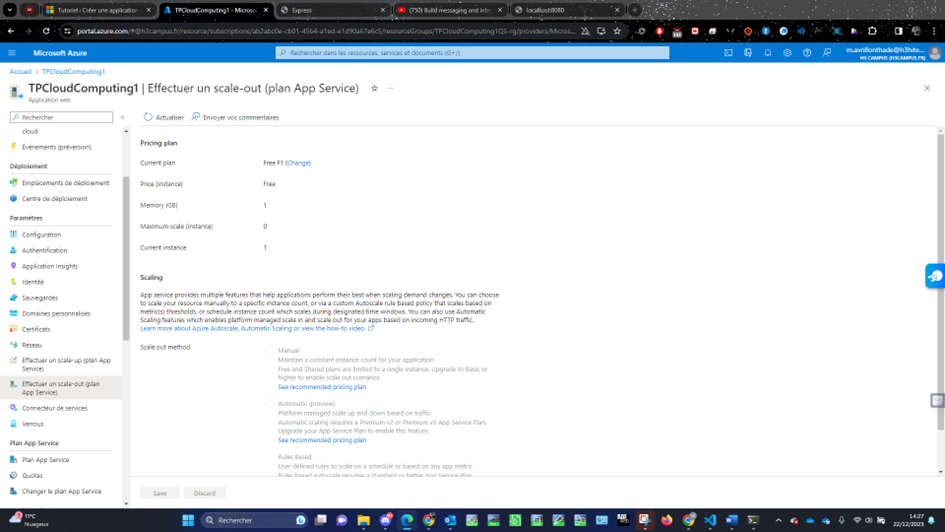 Tutoriel : Créer une application
TPCloudComputing1 - Microsoft
Express
(750) Build messaging and inte
localhost:8080
portal.azure.com/#@h3campus.fr/resource/subscriptions/
Microsoft Azure
Rechercher dans les ressources, services et documents (G+/)
m.avrillonthade@h3hite...
H3 CAMPUS (H3CAMPUS.FR)
Accueil > TPCloudComputing1
TPCloudComputing1 | Effectuer un scale-out (plan App Service)
Application web
Rechercher
Actualiser
Envoyer vos commentaires
cloud
Événements (préversion)
Déploiement
Emplacements de déploiement
Centre de déploiement
Paramètres
Configuration
Authentification
Application Insights
Identité
Sauvegardes
Domaines personnalisés
Certificats
Réseau
Effectuer un scale-up (plan App
Service)
Effectuer un scale-out (plan
App Service)
Connecteur de services
Verrous
Plan App Service
Plan App Service
Quotas
Changer le plan App Service
Pricing plan
Current plan
Free F1 (Change)
Price (instance)
Free
Memory (GB)
1
Maximum scale (instance)
0
Current instance
1
Scaling
App service provides multiple features that help applications perform their best when scaling demand changes. You can choose
to scale your resource manually to a specific instance count, or via a custom Autoscale rule based policy that scales based on
metric(s) thresholds, or schedule instance count which scales during designated time windows. You can also use Automatic
Scaling features which enables platform managed scale in and scale out for your apps based on incoming HTTP traffic.
Learn more about Azure Autoscale, Automatic Scaling or view the how-to video.
Scale out method
Manual
Maintain a constant instance count for your application
Free and Shared plans are limited to a single instance. Upgrade to Basic or
higher to enable scale out scenarios.
See recommended pricing plan
Automatic (preview)
Platform managed scale up and down based on traffic
Automatic scaling requires a Premium v2 or Premium v3 App Service Plan.
Upgrade your App Service Plan to enable this feature.
See recommended pricing plan
Rules Based
User defined rules to scale on a schedule or based on any app metric
Rules based autoscale requires a Standard or better App Service Plan.
Save
Discard
11°C
Nuageux
Rechercher
14:27
22/12/2023